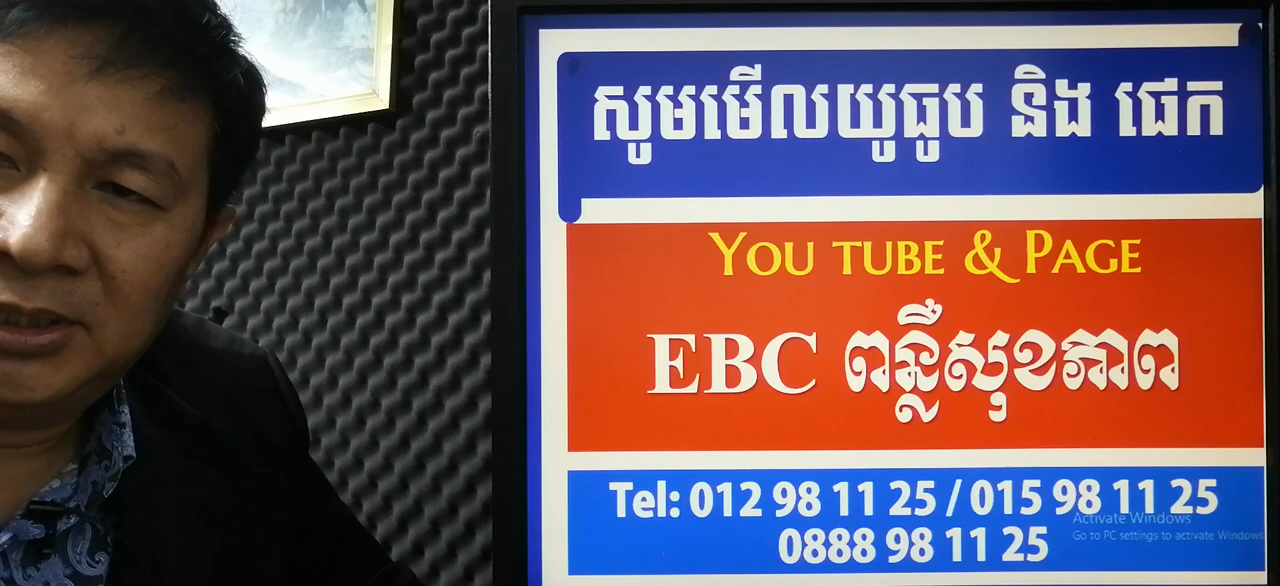 សូមមើលយូធូប និង ផេក
YOU TUBE & PAGE
EBC ពន្លឺសុខភាព
Tel: 012 98 11 25 / 015 98 11 25
0888 98 11 25
Activate Windows
Go to PC settings to activate Windows